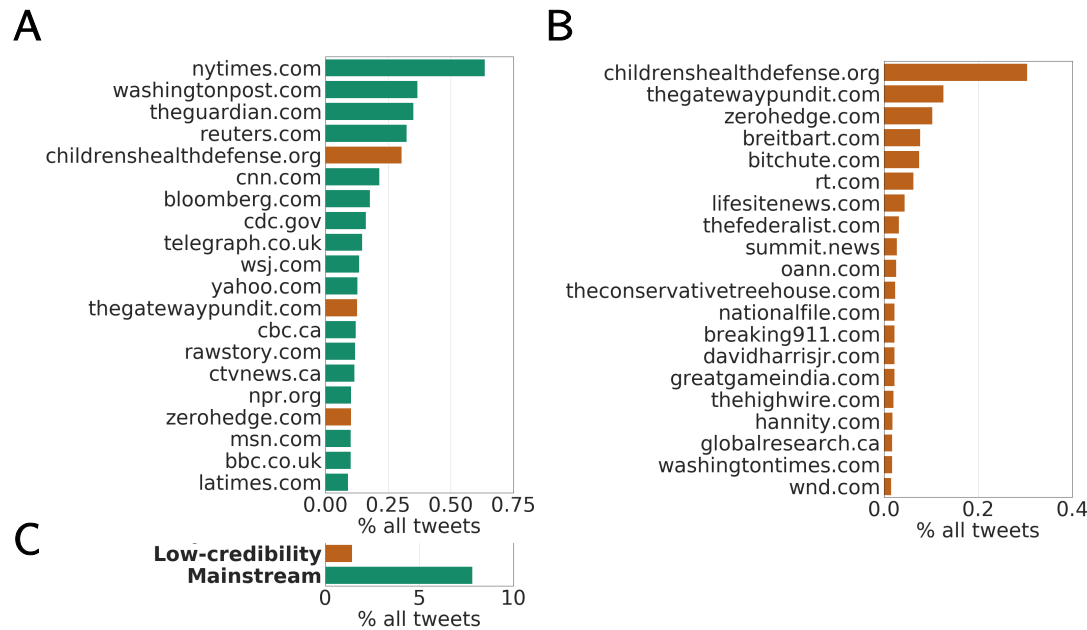 A
nytimes.com
washingtonpost.com
theguardian.com
reuters.com
childrenshealthdefense.org
cnn.com
bloomberg.com
cdc.gov
telegraph.co.uk
wsj.com
yahoo.com
thegatewaypundit.com
cbc.ca
rawstory.com
ctvnews.ca
npr.org
zerohedge.com
msn.com
bbc.co.uk
latimes.com
0.00 0.25 0.50 0.75
% all tweets
B
childrenshealthdefense.org
thegatewaypundit.com
zerohedge.com
breitbart.com
bitchute.com
rt.com
lifesitenews.com
thefederalist.com
summit.news
oann.com
theconservativetreehouse.com
nationalfile.com
breaking911.com
davidharrisjr.com
greatgameindia.com
thehighwire.com
hannity.com
globalresearch.ca
washingtontimes.com
wnd.com
0.0 0.2 0.4
% all tweets
C
Low-credibility
Mainstream
0 5 10
% all tweets